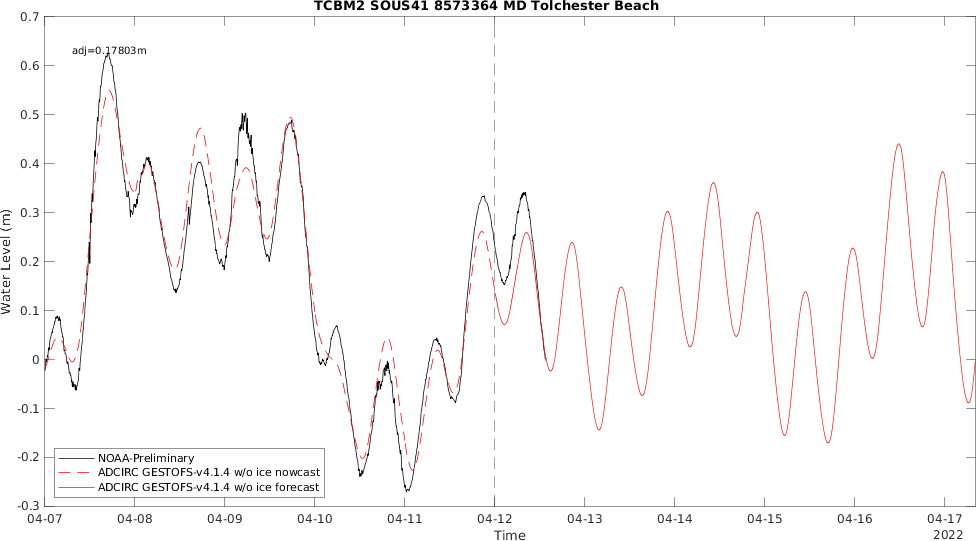 TCBM2 SOUS41 8573364 MD Tolchester Beach
adj=0.17803m
Water Level (m)
0.7
0.6
0.5
0.4
0.3
0.2
0.1
0
-0.1
-0.2
-0.3
NOAA-Preliminary
ADCIRC GESTOFS-v4.1.4 w/o ice nowcast
ADCIRC GESTOFS-v4.1.4 w/o ice forecast
04-07 04-08 04-09 04-10 04-11 04-12 04-13 04-14 04-15 04-16 04-17
Time
2022